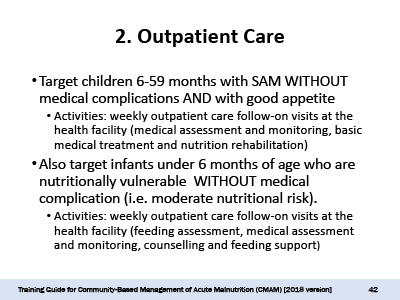 2. Outpatient Care
• Target children 6-59 months with SAM WITHOUT
medical complications AND with good appetite
• Activities: weekly outpatient care follow-on visits at the
health facility (medical assessment and monitoring, basic
medical treatment and nutrition rehabilitation)
• Also target infants under 6 months of age who are
nutritionally vulnerable WITHOUT medical
complication (i.e. moderate nutritional risk).
• Activities: weekly outpatient care follow-on visits at the
health facility (feeding assessment, medical assessment
and monitoring, counselling and feeding support)
Training Guide for Community-Based Management of Acute Malnutrition (CMAM) [2018 version] 42